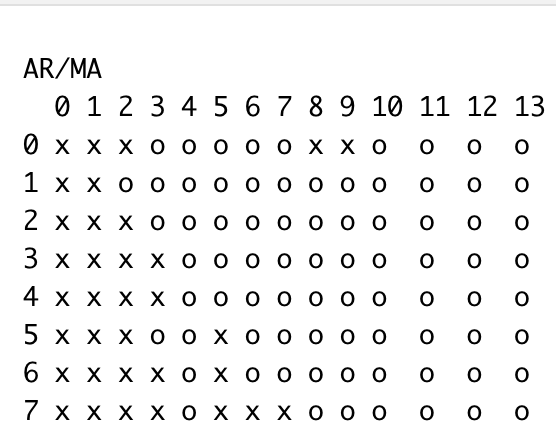 AR/MA
  0 1 2 3 4 5 6 7 8 9 10 11 12 13
0 x x x o o o o o x x o  o  o  o
1 x x o o o o o o o o o  o  o  o
2 x x x o o o o o o o o  o  o  o
3 x x x x o o o o o o o  o  o  o
4 x x x x o o o o o o o  o  o  o
5 x x x o o x o o o o o  o  o  o
6 x x x x o x o o o o o  o  o  o
7 x x x x o x x x o o o  o  o  o